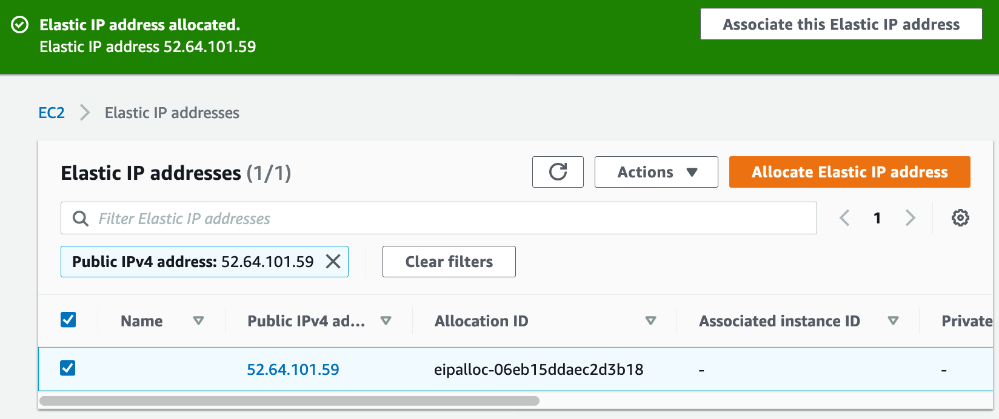 Elastic IP address allocated.
Elastic IP address 52.64.101.59
Associate this Elastic IP address
EC2 > Elastic IP addresses
Elastic IP addresses (1/1)
Actions
Allocate Elastic IP address
Filter Elastic IP addresses
1
Public IPv4 address: 52.64.101.59
Clear filters
Name Public IPv4 ad... Allocation ID Associated instance ID Private
52.64.101.59 eipalloc-06eb15ddaec2d3b18 - -